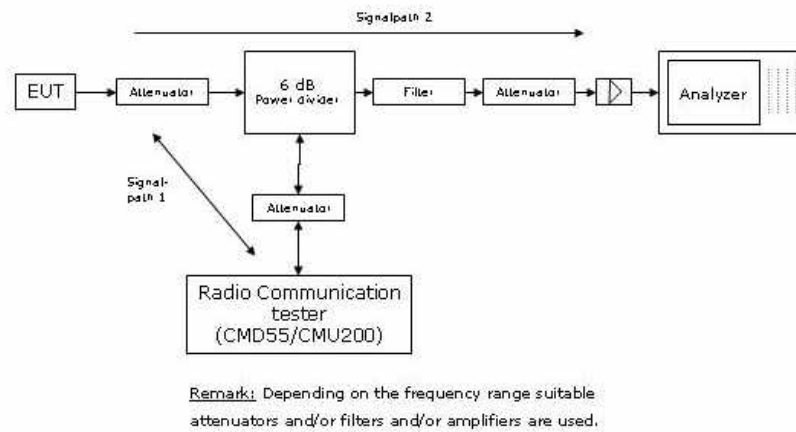 Signalpath 2
EUT
Attenuator
6 dB
Power divider
Filter
Attenuator
Analyzer
Signal-
path 1
Attenuator
Radio Communication
tester
(CMD55/CMU200)
Remark: Depending on the frequency range suitable
attenuators and/or filters and/or amplifiers are used.